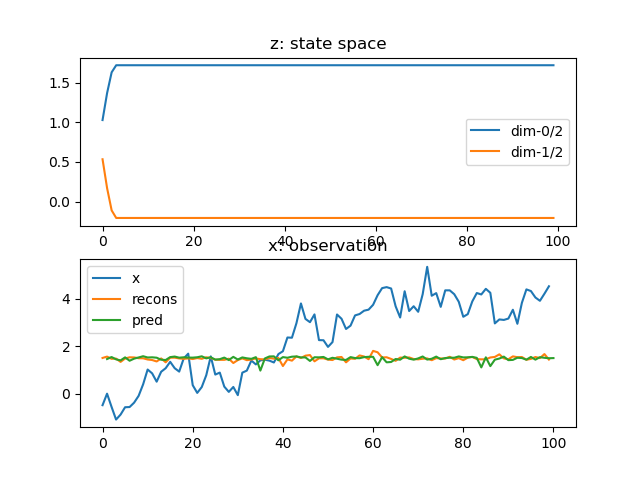 z: state space
1.5
1.0
0.5
0.0
dim-0/2
dim-1/2
0 20 40 60 80 100
x: observation
x
recons
pred
4
2
0
0 20 40 60 80 100